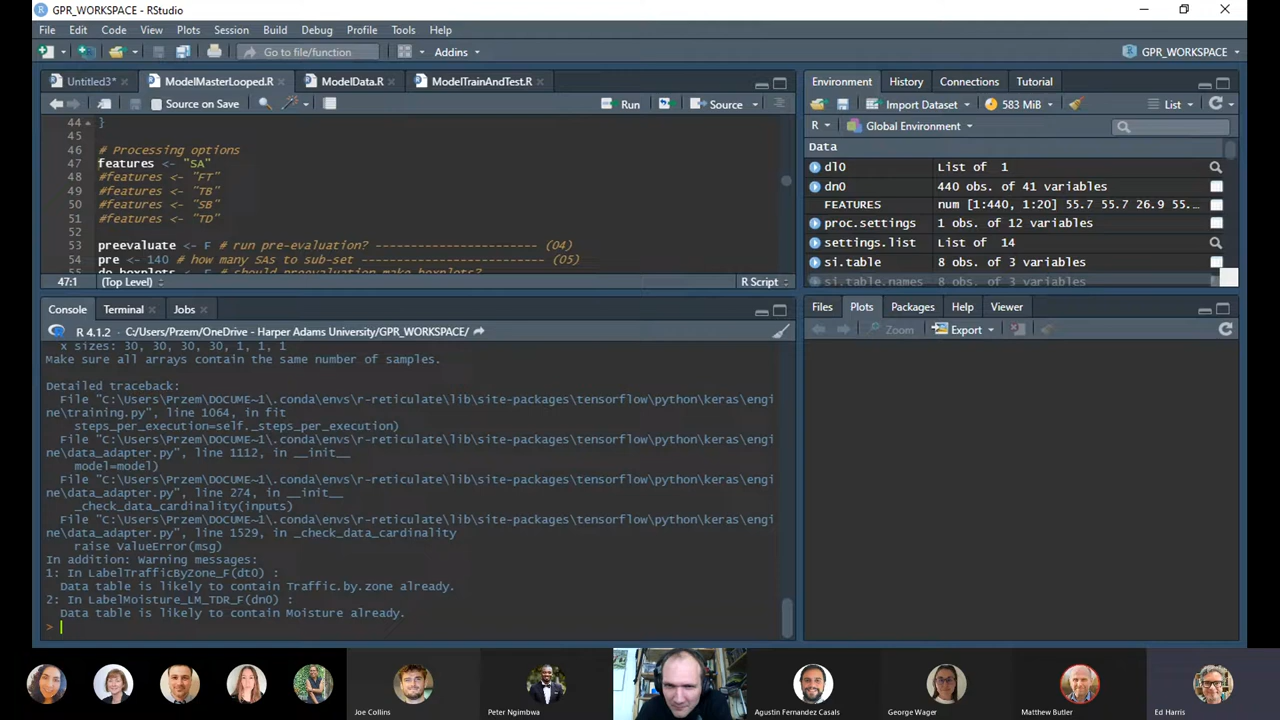 GPR_WORKSPACE - RStudio
File Edit Code View Plots Session Build Debug Profile Tools Help
Go to file/function Addins GPR_WORKSPACE
Untitled3* ModelMasterLooped.R ModelData.R ModelTrainAndTest.R
Source on Save Run Source
44 }
45
46 # Processing options
47 features <- "SA"
48 #features <- "FT"
49 #features <- "TB"
50 #features <- "SB"
51 #features <- "TD"
52
53 preevaluate <- F # run pre-evaluation? ------------------------ (04)
54 pre <- 140 # how many SAs to sub-set ----------------------- (05)
55 do_boxplots <- F # should preevaluation make boxplots?
47:1 (Top Level) R Script
Console Terminal Jobs
R 4.1.2 · C:/Users/Przem/OneDrive - Harper Adams University/GPR_WORKSPACE/
x sizes: 30, 30, 30, 30, 1, 1, 1
Make sure all arrays contain the same number of samples.
Detailed traceback:
File "C:\Users\Przem\DOCUME~1\.conda\envs\r-reticulate\lib\site-packages\tensorflow\python\keras\engi
ne\training.py", line 1064, in fit
steps_per_execution=self._steps_per_execution)
File "C:\Users\Przem\DOCUME~1\.conda\envs\r-reticulate\lib\site-packages\tensorflow\python\keras\engi
ne\data_adapter.py", line 1112, in __init__
model=model)
File "C:\Users\Przem\DOCUME~1\.conda\envs\r-reticulate\lib\site-packages\tensorflow\python\keras\engi
ne\data_adapter.py", line 274, in __init__
_check_data_cardinality(inputs)
File "C:\Users\Przem\DOCUME~1\.conda\envs\r-reticulate\lib\site-packages\tensorflow\python\keras\engi
ne\data_adapter.py", line 1529, in _check_data_cardinality
raise ValueError(msg)
In addition: Warning messages:
1: In LabelTrafficByZone_F(dt0) :
Data table is likely to contain Traffic.by.zone already.
2: In LabelMoisture_LM_TDR_F(dn0) :
Data table is likely to contain Moisture already.
>
Environment History Connections Tutorial
Import Dataset 583 MiB List
R Global Environment
Data
dl0 List of 1
dn0 440 obs. of 41 variables
FEATURES num [1:440, 1:20] 55.7 55.7 26.9 55....
proc.settings 1 obs. of 12 variables
settings.list List of 14
si.table 8 obs. of 3 variables
si.table.names 8 obs. of 3 variables
Files Plots Packages Help Viewer
Zoom Export
Joe Collins
Peter Ngimbwa
Agustin Fernandez Casals
George Wager
Matthew Butler
Ed Harris